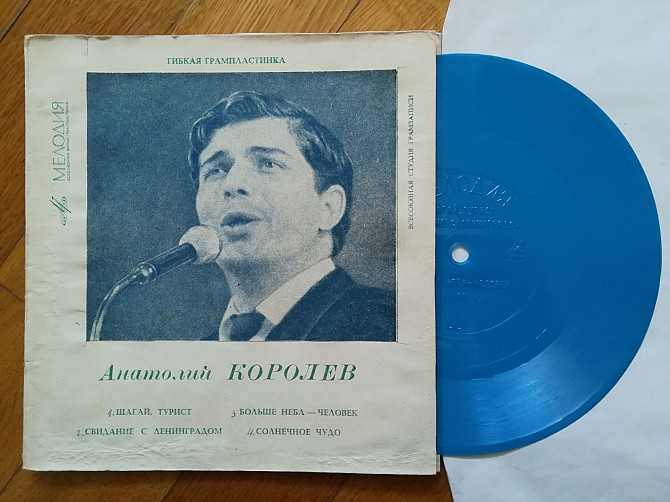 ГИБКАЯ ГРАМПЛАСТИНКА
МЕЛОДИЯ
ВСЕСОЮЗНАЯ СТУДИЯ ГРАМЗАПИСИ
Анатолий КОРОЛЕВ
1. ШАГАЙ, ТУРИСТ
2. СВИДАНИЕ С ЛЕНИНГРАДОМ
3 БОЛЬШЕ НЕБА — ЧЕЛОВЕК
4. СОЛНЕЧНОЕ ЧУДО
МЕЛОДИЯ